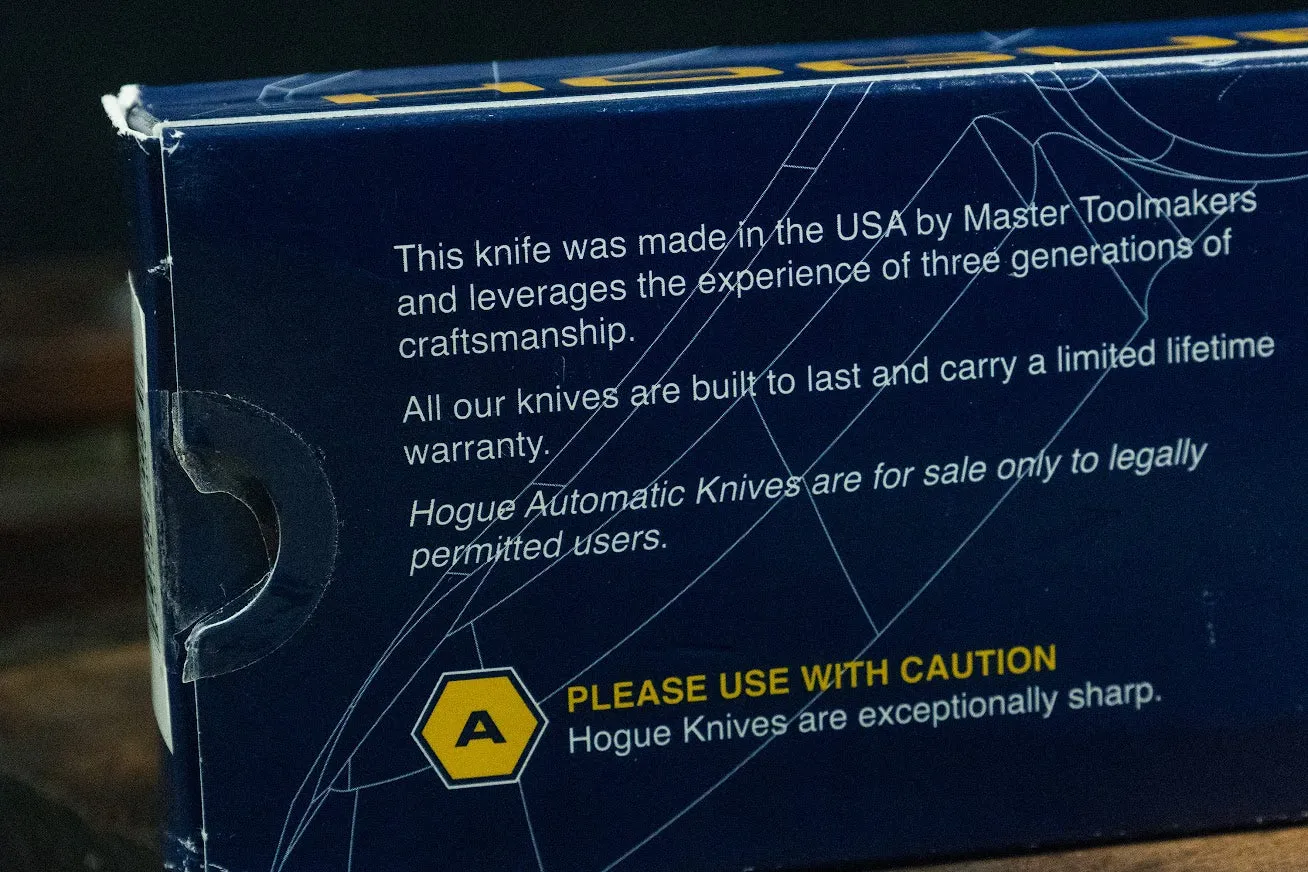 HOGUE
This knife was made in the USA by Master Toolmakers
and leverages the experience of three generations of
craftsmanship.
All our knives are built to last and carry a limited lifetime
warranty.
Hogue Automatic Knives are for sale only to legally
permitted users.
A
PLEASE USE WITH CAUTION
Hogue Knives are exceptionally sharp.